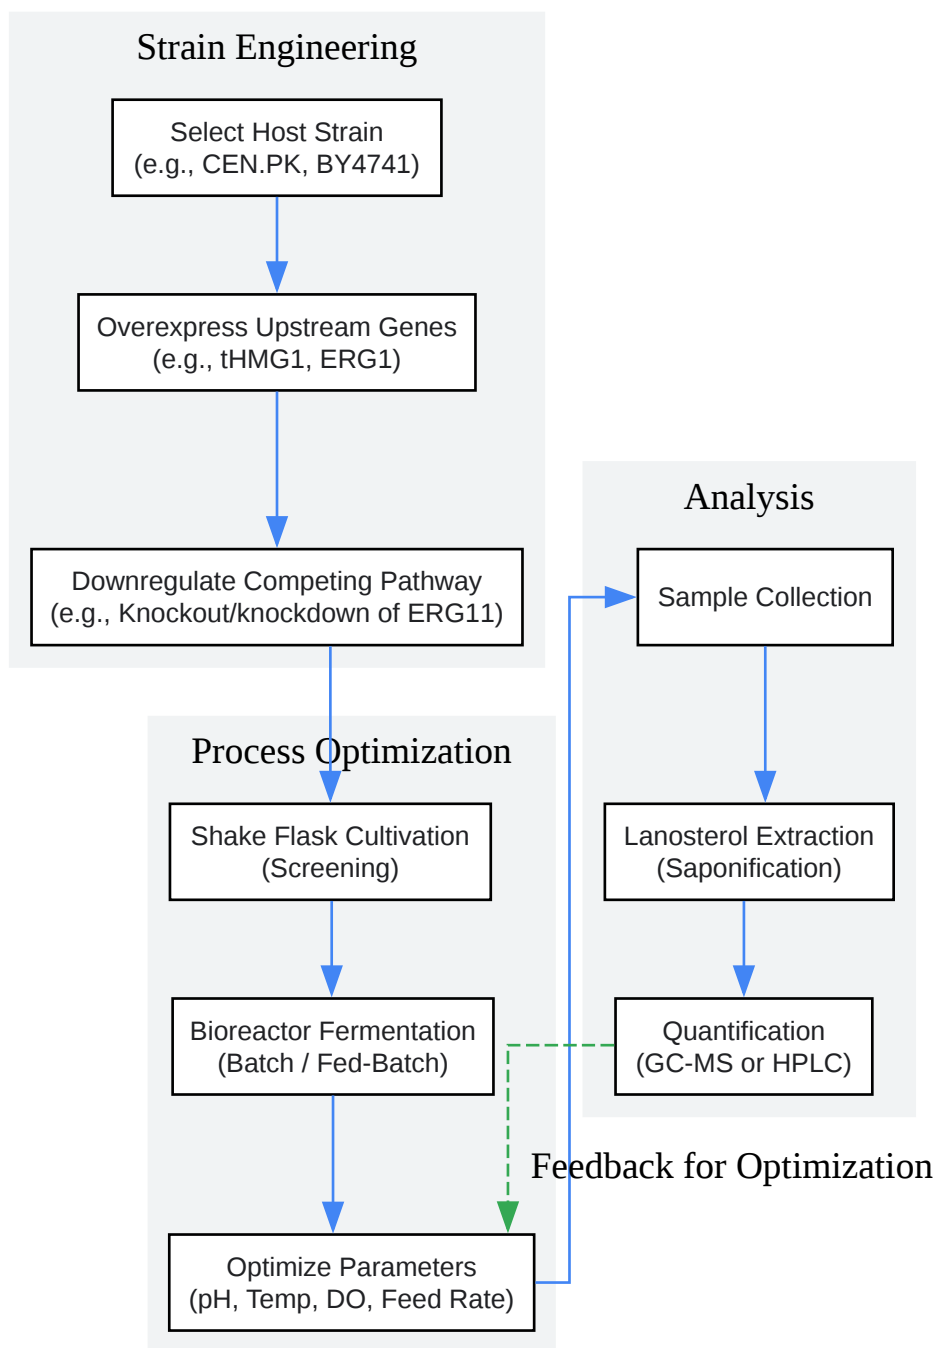 Strain Engineering
Select Host Strain
(e.g., CEN.PK, BY4741)
Overexpress Upstream Genes
(e.g., tHMG1, ERG1)
Downregulate Competing Pathway
(e.g., Knockout/knockdown of ERG11)
Process Optimization
Shake Flask Cultivation
(Screening)
Bioreactor Fermentation
(Batch / Fed-Batch)
Optimize Parameters
(pH, Temp, DO, Feed Rate)
Analysis
Sample Collection
Lanosterol Extraction
(Saponification)
Quantification
(GC-MS or HPLC)
Feedback for Optimization